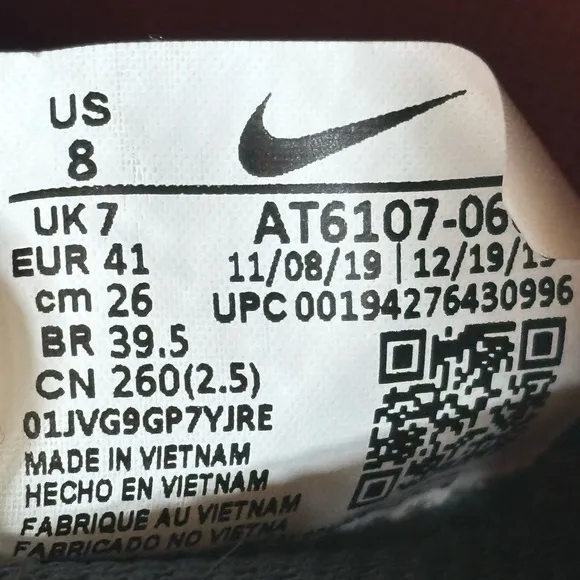 US
8
UK 7
EUR 41
cm 26
BR 39.5
CN 260(2.5)
01JVG9GP7YJRE
MADE IN VIETNAM
HECHO EN VIETNAM
FABRIQUE AU VIETNAM
FABRICADO NO VIETNA
AT6107-06
11/08/19 | 12/19/1
UPC 00194276430996